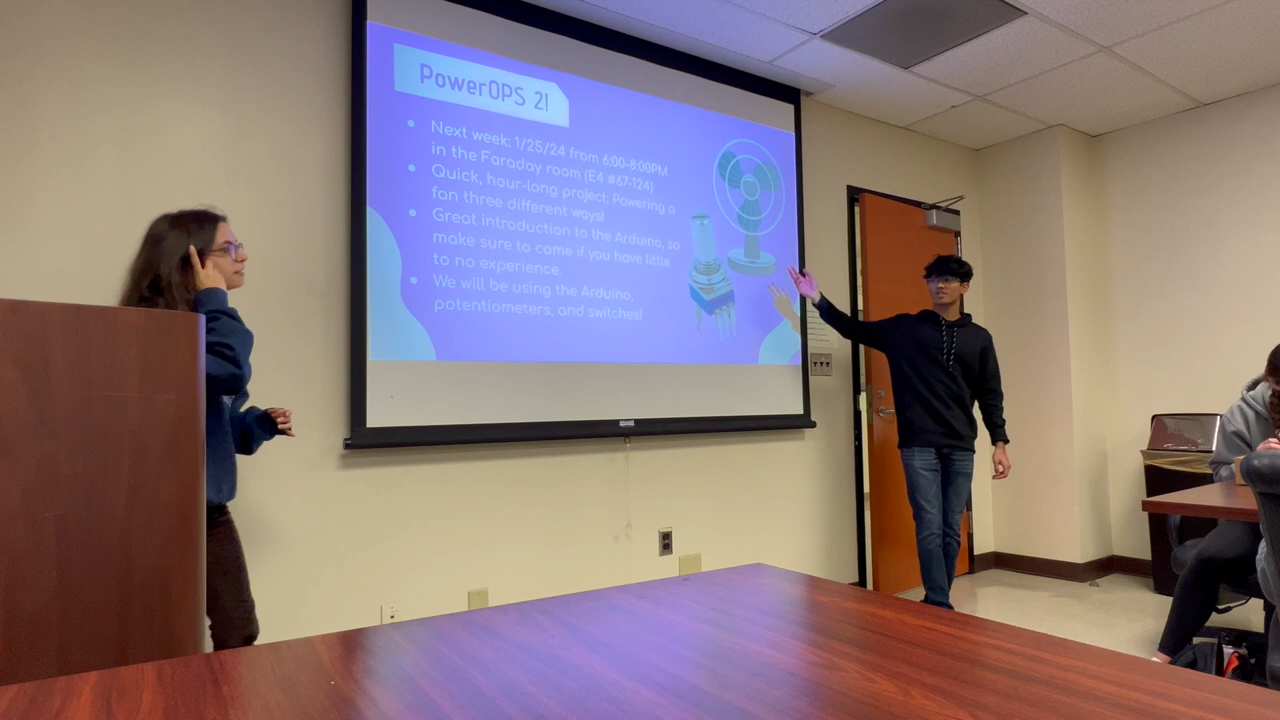 PowerOPS 2!
• Next week: 1/25/24 from 6:00-8:00PM
in the Faraday room (E4 #67-124)
• Quick, hour-long project: Powering a
fan three different ways!
• Great introduction to the Arduino, so
make sure to come if you have little
to no experience.
• We will be using the Arduino,
potentiometers, and switches!